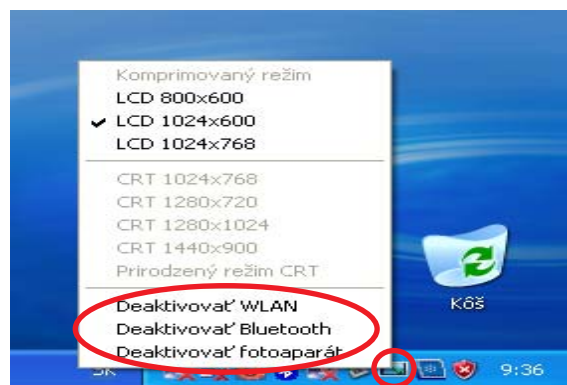 Komprimovaný režim
LCD 800x600
LCD 1024x600
LCD 1024x768
CRT 1024x768
CRT 1280x720
CRT 1280x1024
CRT 1440x900
Prirodzený režim CRT
Deaktivovať WLAN
Deaktivovať Bluetooth
Deaktivovať fotoaparát
Kôš
SK
9:36